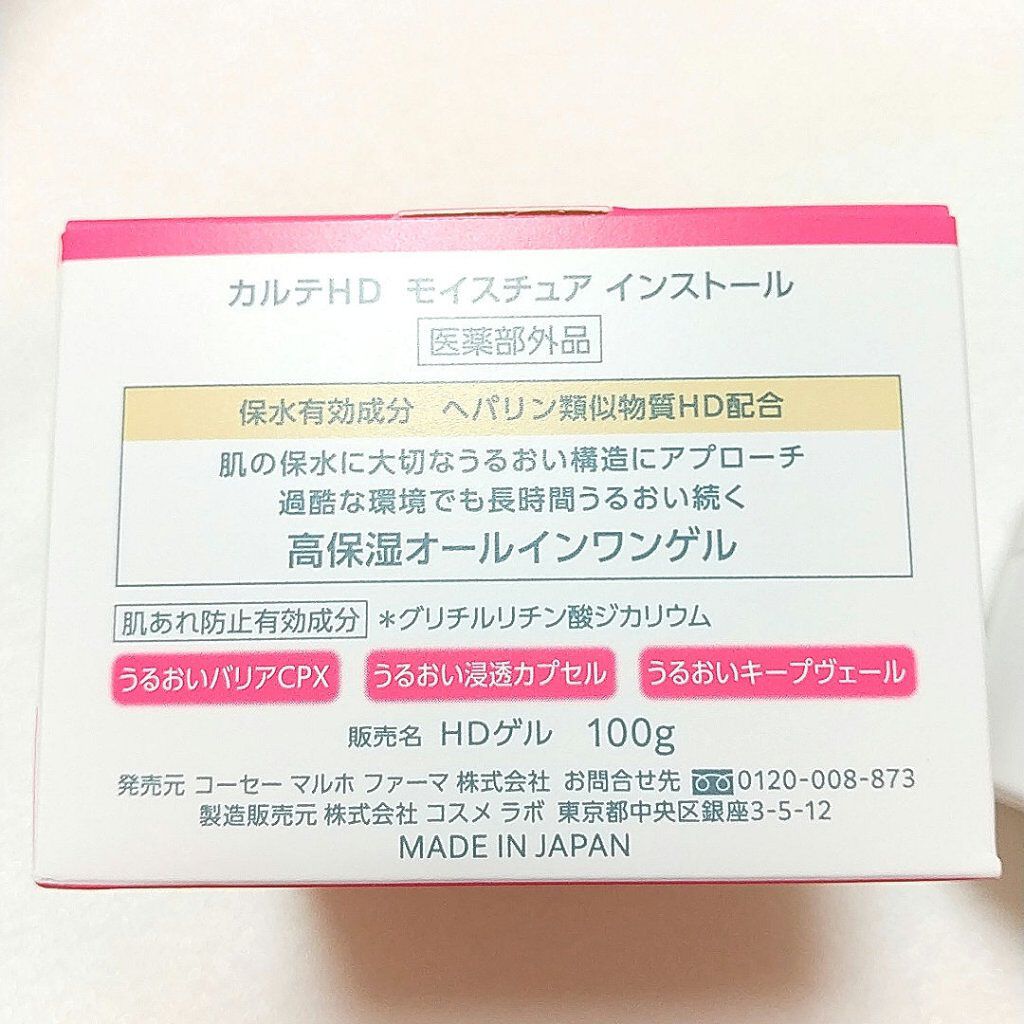 カルテHD モイスチュア インストール
医薬部外品
保水有効成分 ヘパリン類似物質HD配合
肌の保水に大切なうるおい構造にアプローチ
過酷な環境でも長時間うるおい続く
高保湿オールインワンゲル
肌あれ防止有効成分 *グリチルリチン酸ジカリウム
うるおいバリアCPX うるおい浸透カプセル うるおいキープヴェール
販売名 HDゲル 100g
発売元 コーセー マルホ ファーマ 株式会社 お問合せ先 0120-008-873
製造販売元 株式会社 コスメ ラボ 東京都中央区銀座3-5-12
MADE IN JAPAN